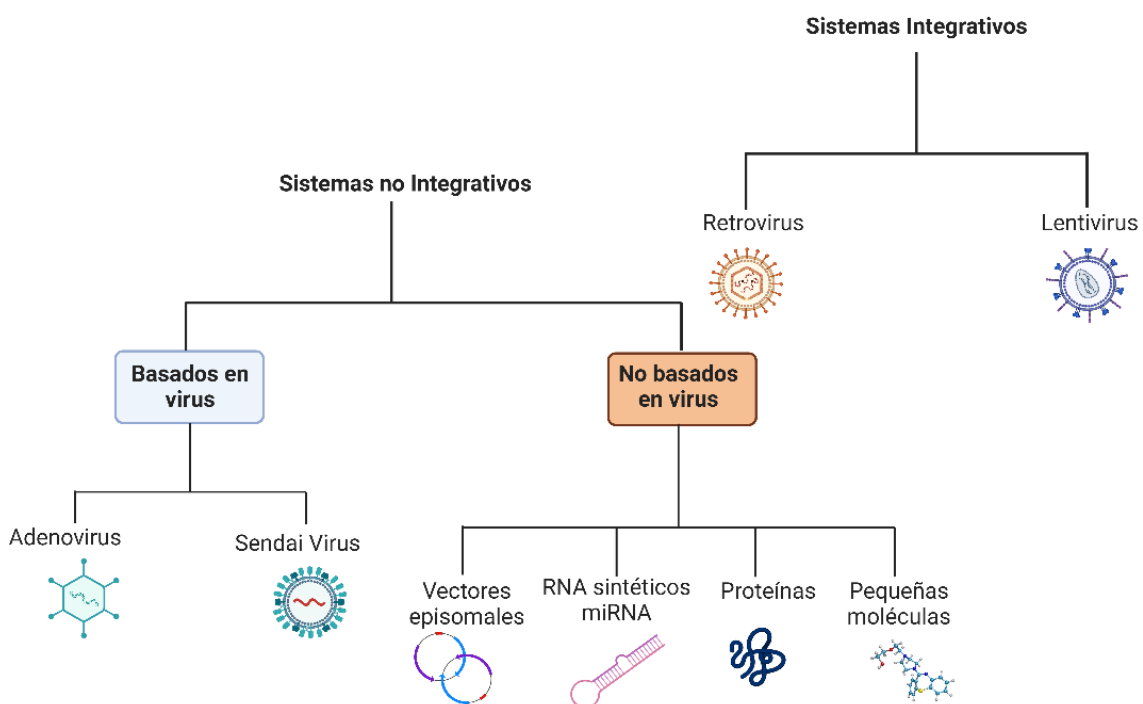 Sistemas Integrativos
Sistemas no Integrativos
Retrovirus
Lentivirus
Basados en
virus
No basados
en virus
Adenovirus
Sendai Virus
Vectores
episomales
RNA sintéticos
miRNA
Proteínas
Pequeñas
moléculas